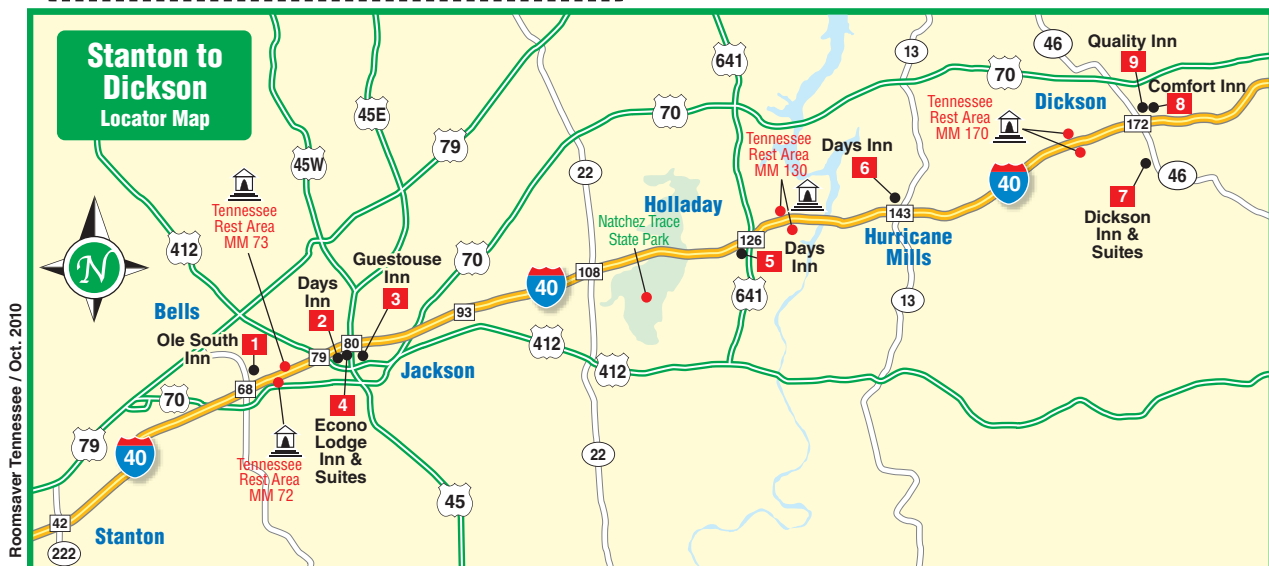 Stanton to
Dickson
Locator Map
641
13
46
Quality Inn
9
Comfort Inn
8
70
Dickson
172
Tennessee
Rest Area
MM 170
45E
70
79
45W
22
Tennessee
Rest Area
MM 130
Days Inn
6
40
46
7
Dickson
Inn &
Suites
Tennessee
Rest Area
MM 73
Holladay
Natchez Trace
State Park
143
Hurricane
Mills
126
5
Days
Inn
412
N
70
Guestouse
Inn
3
Days
Inn
2
108
40
641
13
Bells
Ole South
Inn
1
93
80
79
412
412
Jackson
68
70
4
Econo
Lodge
Inn &
Suites
79
40
Tennessee
Rest Area
MM 72
22
45
42
Stanton
222
Roomsaver Tennessee / Oct. 2010